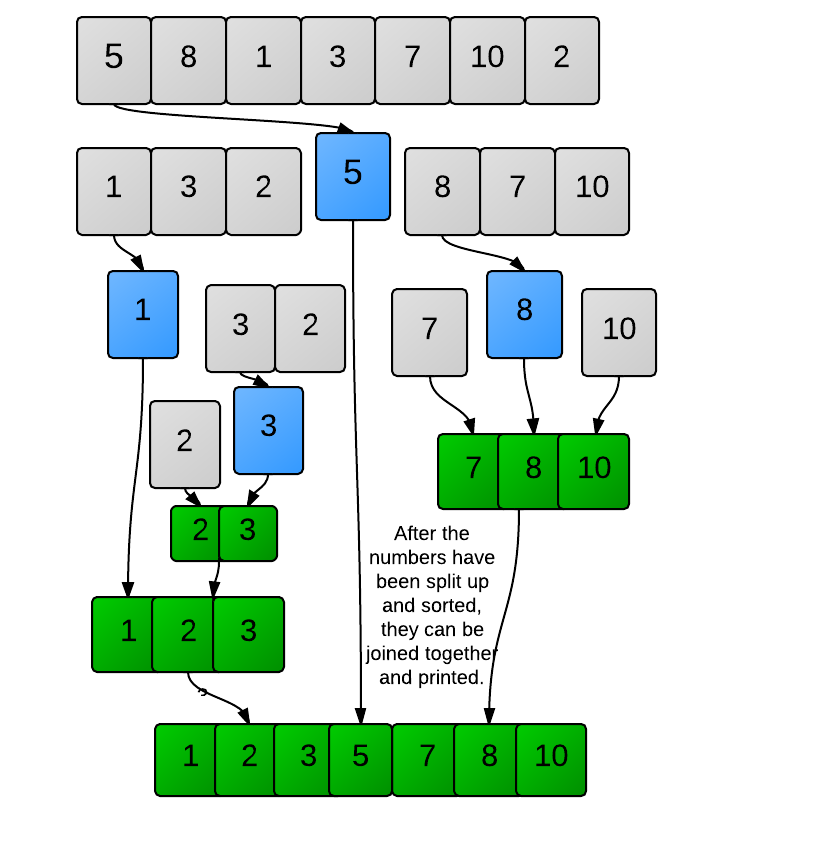 5 8 1 3 7 10 2
1 3 2
5
8 7 10
1
3 2
7
8
10
2
3
7 8 10
2 3
After the
numbers have
been split up
and sorted,
they can be
joined together
and printed.
1 2 3
1 2 3 5 7 8 10